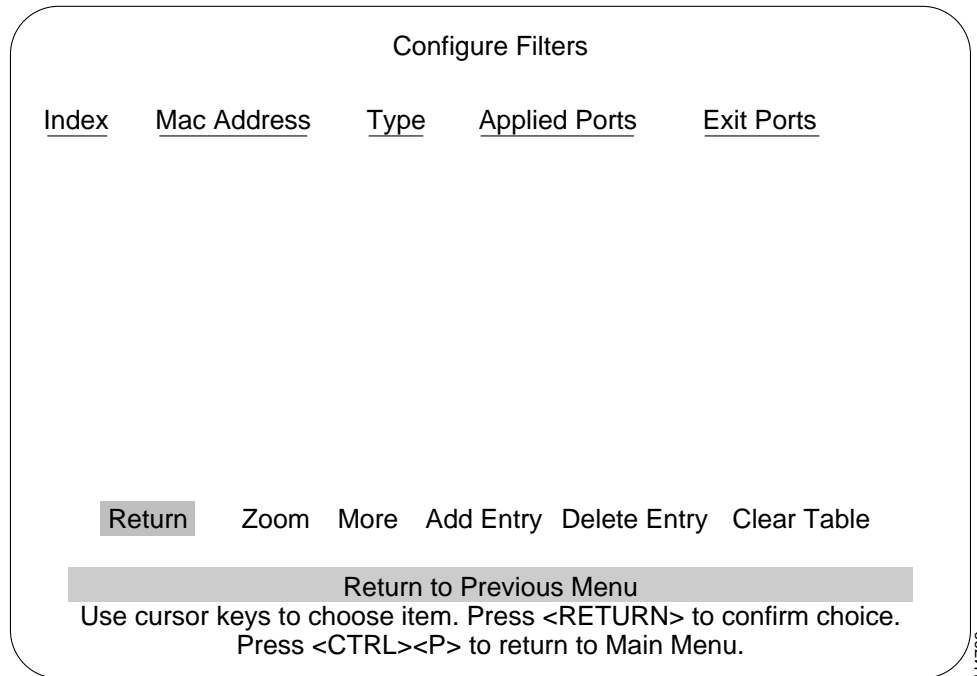 Configure Filters
Index Mac Address Type Applied Ports Exit Ports
Return Zoom More Add Entry Delete Entry Clear Table
Return to Previous Menu
Use cursor keys to choose item. Press <RETURN> to confirm choice.
Press <CTRL><P> to return to Main Menu.